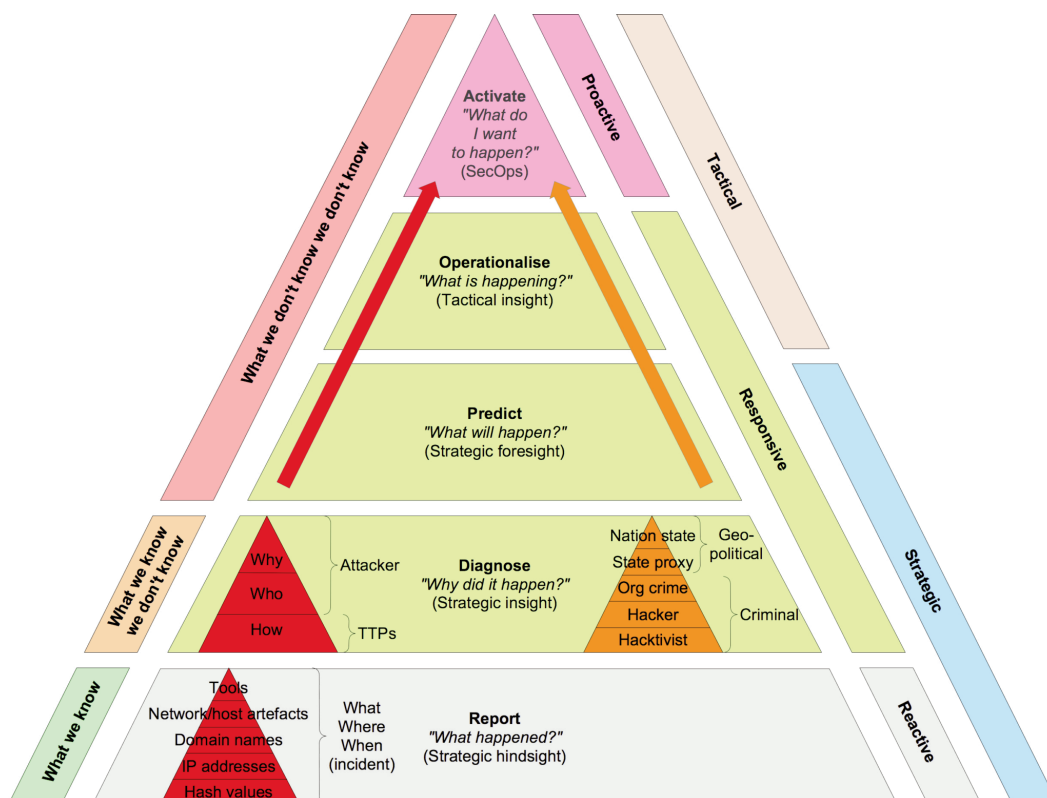 Activate
"What do
I want
to happen?"
(SecOps)
Proactive
Tactical
What we don't know we don't know
Operationalise
"What is happening?"
(Tactical insight)
Predict
"What will happen?"
(Strategic foresight)
Responsive
What we know
we don't know
Why
Who
How
Attacker
TTPs
Diagnose
"Why did it happen?"
(Strategic insight)
Nation state
State proxy
Org crime
Hacker
Hacktivist
Geo-
political
Criminal
Strategic
What we know
Tools
Network/host artefacts
Domain names
IP addresses
Hash values
What
Where
When
(incident)
Report
"What happened?"
(Strategic hindsight)
Reactive